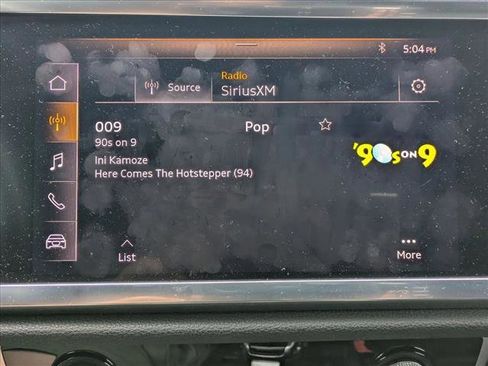 5:04 PM
Radio
Source
SiriusXM
009
Pop
90s on 9
'90s ON 9
Ini Kamoze
Here Comes The Hotstepper (94)
List
More